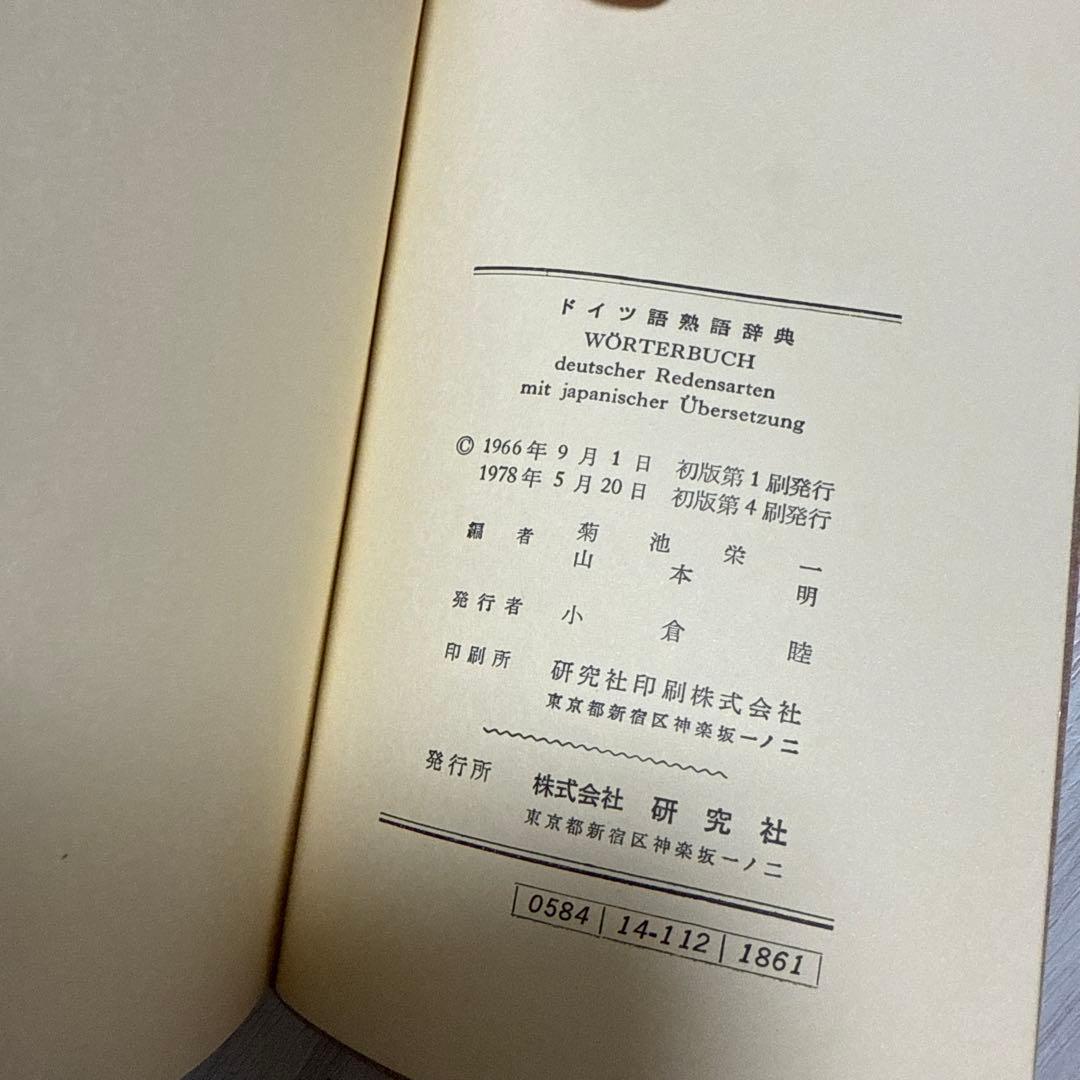 ドイツ語熟語辞典
WÖRTERBUCH
deutscher Redensarten
mit japanischer Übersetzung
© 1966年 9 月 1 日 初版第1刷発行
1978年 5 月 20 日 初版第4刷発行
編者 菊池栄一
山本明
発行者 小倉睦
印刷所 研究社印刷株式会社
東京都新宿区神楽坂一ノ二
発行所 株式会社 研究社
東京都新宿区神楽坂一ノ二
0584 | 14-112 | 1861